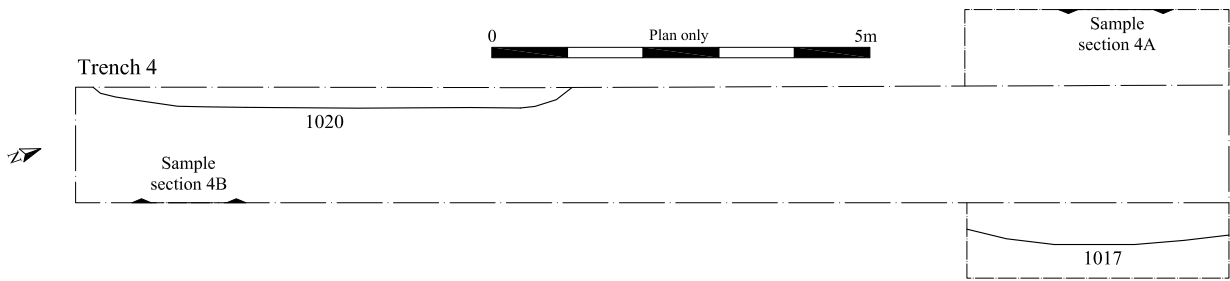 0 Plan only 5m
Sample
section 4A
Trench 4
1020
N
Sample
section 4B
1017